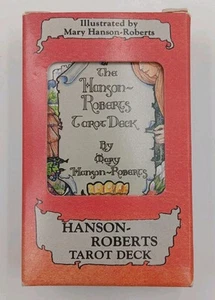 Illustrated by
Mary Hanson-Roberts
The
Hanson~
Roberts
Tarot Deck
By
Mary
Hanson~Roberts
HANSON-
ROBERTS
TAROT DECK